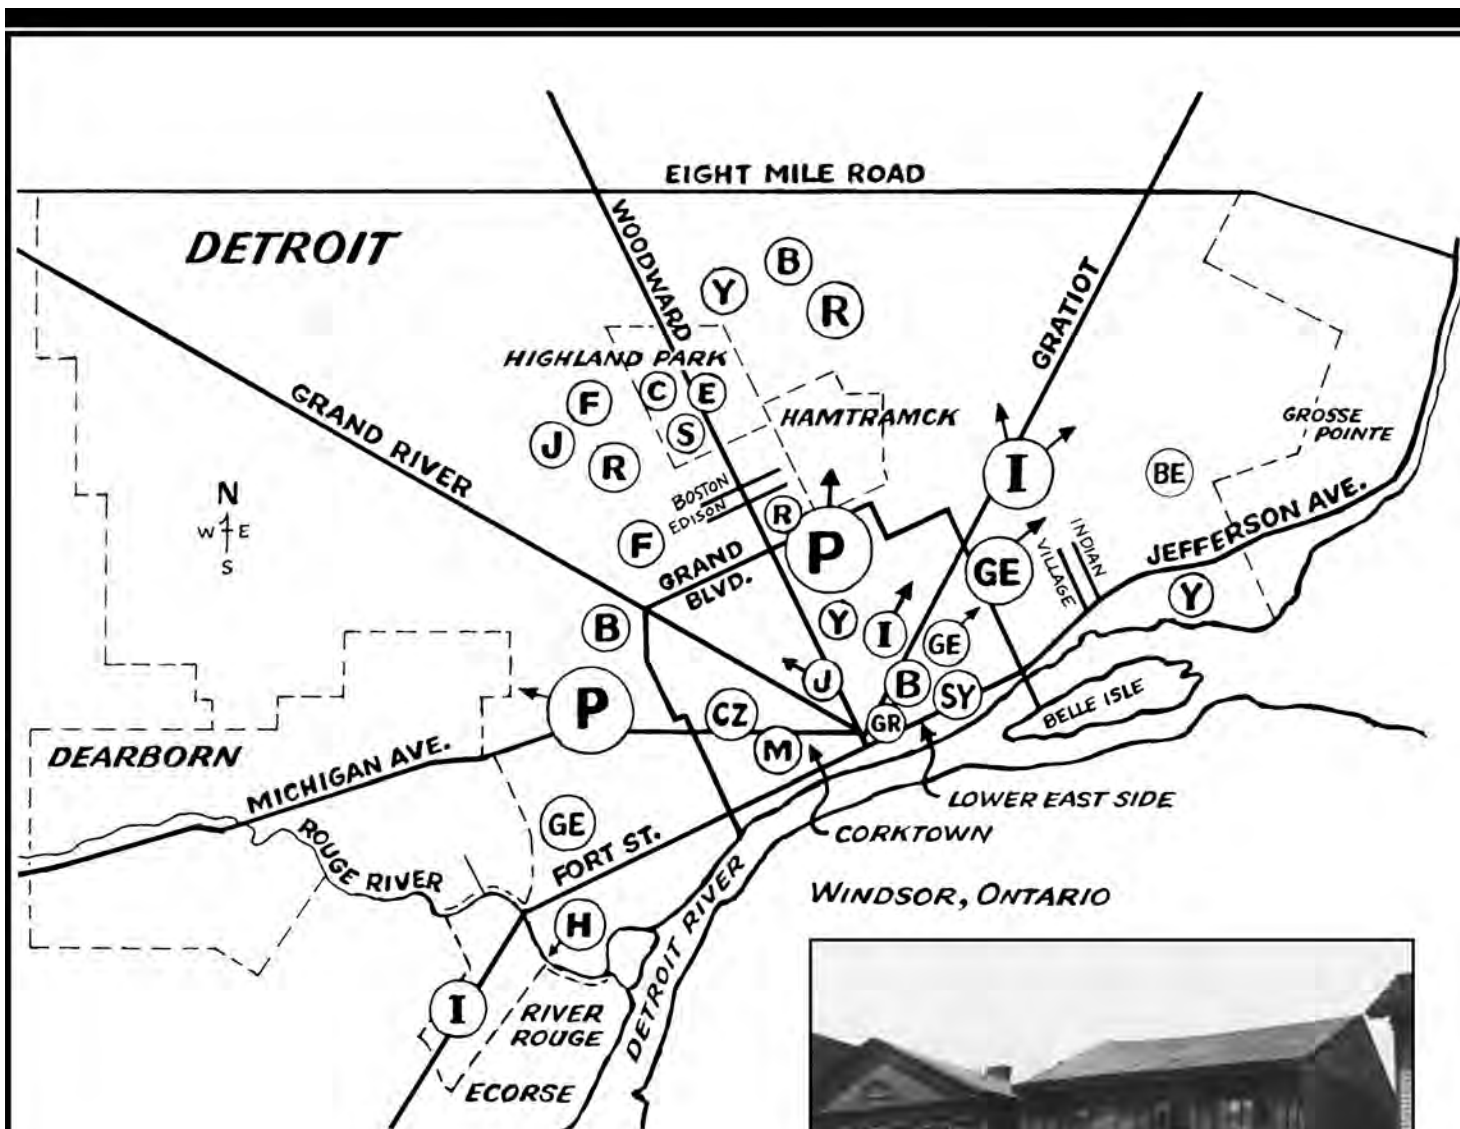 EIGHT MILE ROAD
DETROIT
WOODWARD
B
Y
R
GRATIOT
HIGHLAND PARK
C
E
F
S
J
R
GRAND RIVER
HAMTRAMCK
GROSSE
POINTE
I
BE
BOSTON
EDISON
N
W E
S
R
F
P
GRAND
BLVD.
GE
INDIAN
VILLAGE
JEFFERSON AVE.
Y
B
Y
I
GE
J
B
SY
BELLE ISLE
P
CZ
GR
M
DEARBORN
MICHIGAN AVE.
LOWER EAST SIDE
CORKTOWN
GE
FORT ST.
ROUGE RIVER
WINDSOR, ONTARIO
H
DETROIT RIVER
I
RIVER
ROUGE
ECORSE